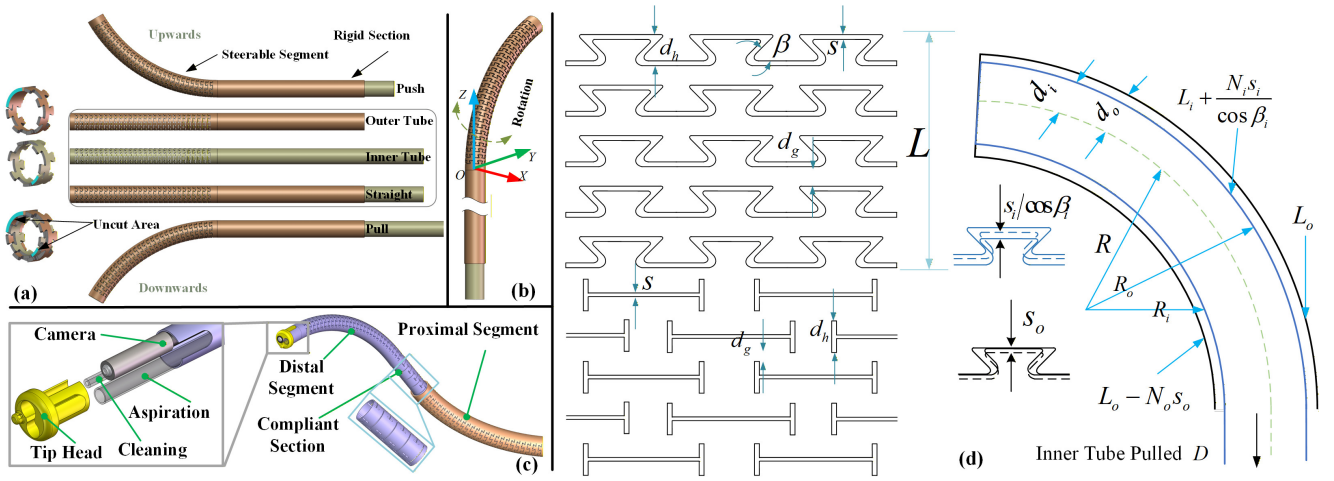 Upwards
Steerable Segment
Rigid Section
Push
Outer Tube
Inner Tube
Straight
Uncut Area
Pull
(a)
Downwards
Z
Rotation
Y
O
X
(b)
Camera
Aspiration
Cleaning
Tip Head
Proximal Segment
Distal
Segment
Compliant
Section
(c)
d_h
β
s
d_g
L
s
d_g
d_h
d_i
d_o
L_i + N_i s_i / cos β_i
s_i/cos β_i
R
L_o
R_o
R_i
s_o
L_o − N_o s_o
(d)
Inner Tube Pulled D